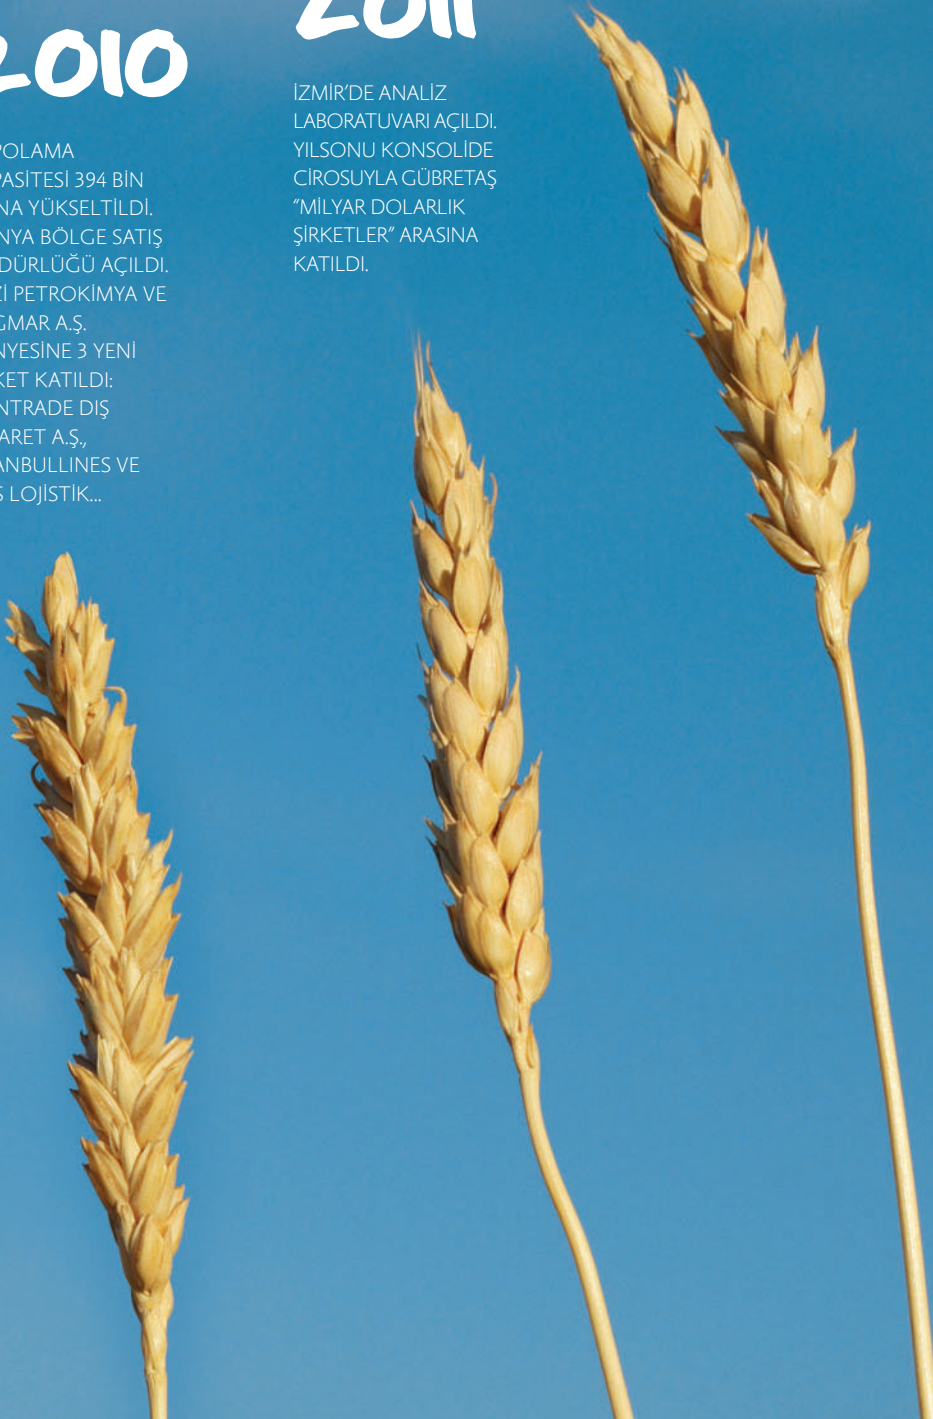 2010
POLAMA
PASİTESİ 394 BİN
NA YÜKSELTİLDİ.
NYA BÖLGE SATIŞ
DÜRLÜĞÜ AÇILDI.
Zİ PETROKİMYA VE
GMAR A.Ş.
NYESİNE 3 YENİ
KET KATILDI:
NTRADE DIŞ
ARET A.Ş.,
ANBULLINES VE
S LOJİSTİK...
2011
İZMİR'DE ANALİZ
LABORATUVARI AÇILDI.
YILSONU KONSOLİDE
CİROSUYLA GÜBRETAŞ
"MİLYAR DOLARLIK
ŞİRKETLER" ARASINA
KATILDI.